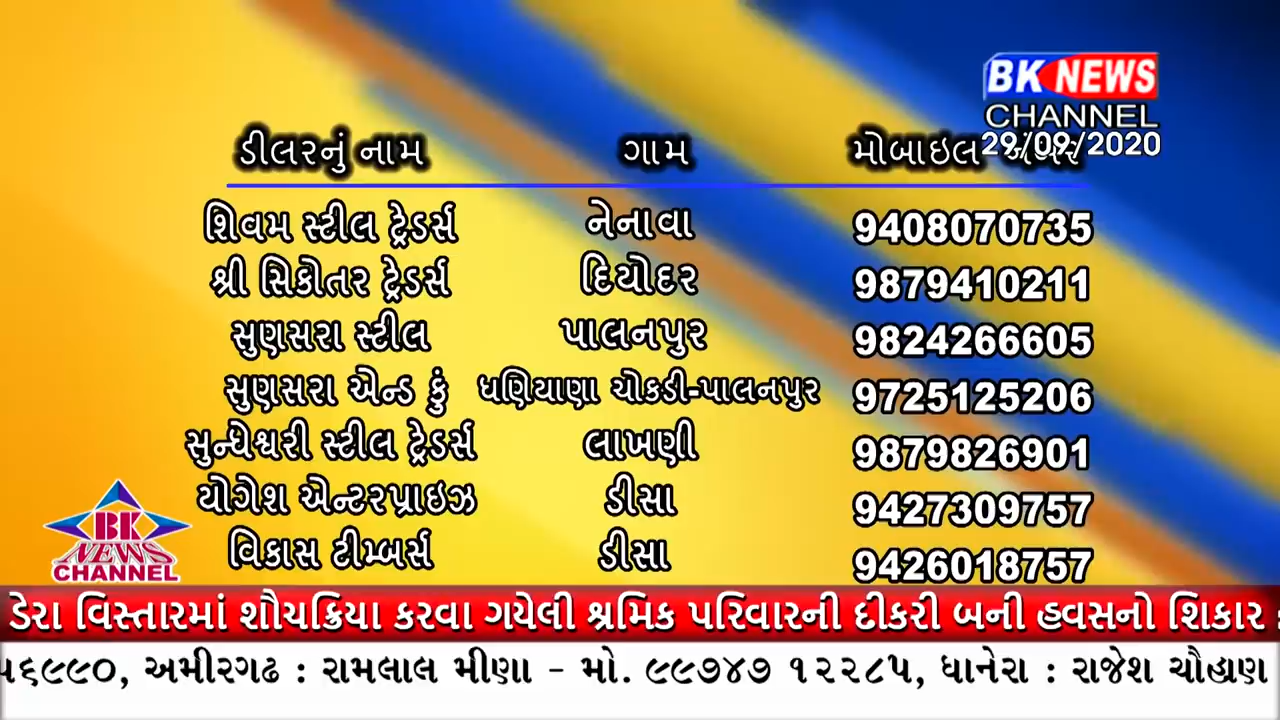 BK NEWS
CHANNEL
29/09/2020
ડીલરનું નામ ગામ મોબાઇલ
શિવમ સ્ટીલ ટ્રેડર્સ નેનાવા 9408070735
શ્રી સિકોતર ટ્રેડર્સ દિયોદર 9879410211
સુણસરા સ્ટીલ પાલનપુર 9824266605
સુણસરા એન્ડ કું ધણિયાણા ચોકડી-પાલનપુર 9725125206
સુન્ધેશ્વરી સ્ટીલ ટ્રેડર્સ લાખણી 9879826901
યોગેશ એન્ટરપ્રાઇઝ ડીસા 9427309757
વિકાસ ટીમ્બર્સ ડીસા 9426018757
BK
NEWS
CHANNEL
ડેરા વિસ્તારમાં શૌચક્રિયા કરવા ગયેલી શ્રમિક પરિવારની દીકરી બની હવસનો શિકાર
૫૬૯૯૦, અમીરગઢ : રામલાલ મીણા - મો. ૯૯૭૪૭ ૧૨૨૮૫, ધાનેરા : રાજેશ ચૌહાણ